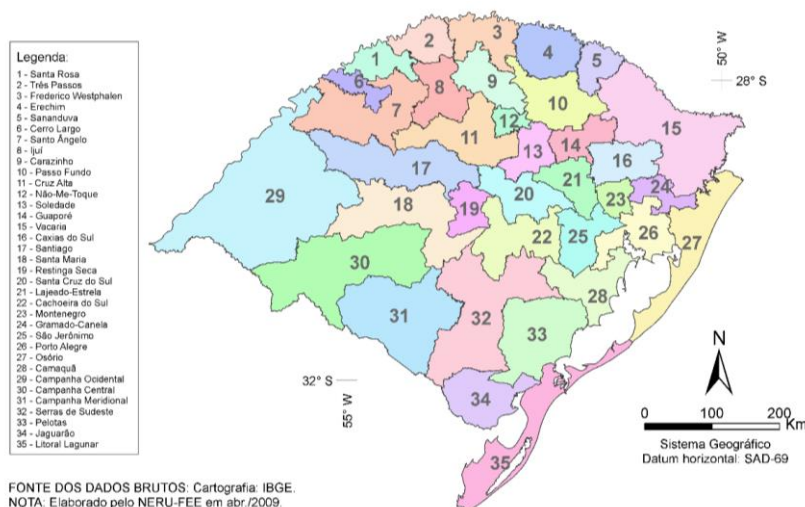 Legenda:
1 - Santa Rosa
2 - Três Passos
3 - Frederico Westphalen
4 - Erechim
5 - Sananduva
6 - Cerro Largo
7 - Santo Ângelo
8 - Ijuí
9 - Carazinho
10 - Passo Fundo
11 - Cruz Alta
12 - Não-Me-Toque
13 - Soledade
14 - Guaporé
15 - Vacaria
16 - Caxias do Sul
17 - Santiago
18 - Santa Maria
19 - Restinga Seca
20 - Santa Cruz do Sul
21 - Lajeado-Estrela
22 - Cachoeira do Sul
23 - Montenegro
24 - Gramado-Canela
25 - São Jerônimo
26 - Porto Alegre
27 - Osório
28 - Camaquã
29 - Campanha Ocidental
30 - Campanha Central
31 - Campanha Meridional
32 - Serras de Sudeste
33 - Pelotas
34 - Jaguarão
35 - Litoral Lagunar
1
2
3
4
5
50° W
28° S
6
7
8
9
10
11
12
13
14
15
16
17
18
19
20
21
22
23
24
25
26
27
28
29
30
31
32
33
34
35
32° S
55° W
N
0 100 200
Km
Sistema Geográfico
Datum horizontal: SAD-69
FONTE DOS DADOS BRUTOS: Cartografia: IBGE.
NOTA: Elaborado pelo NERU-FEE em abr./2009.